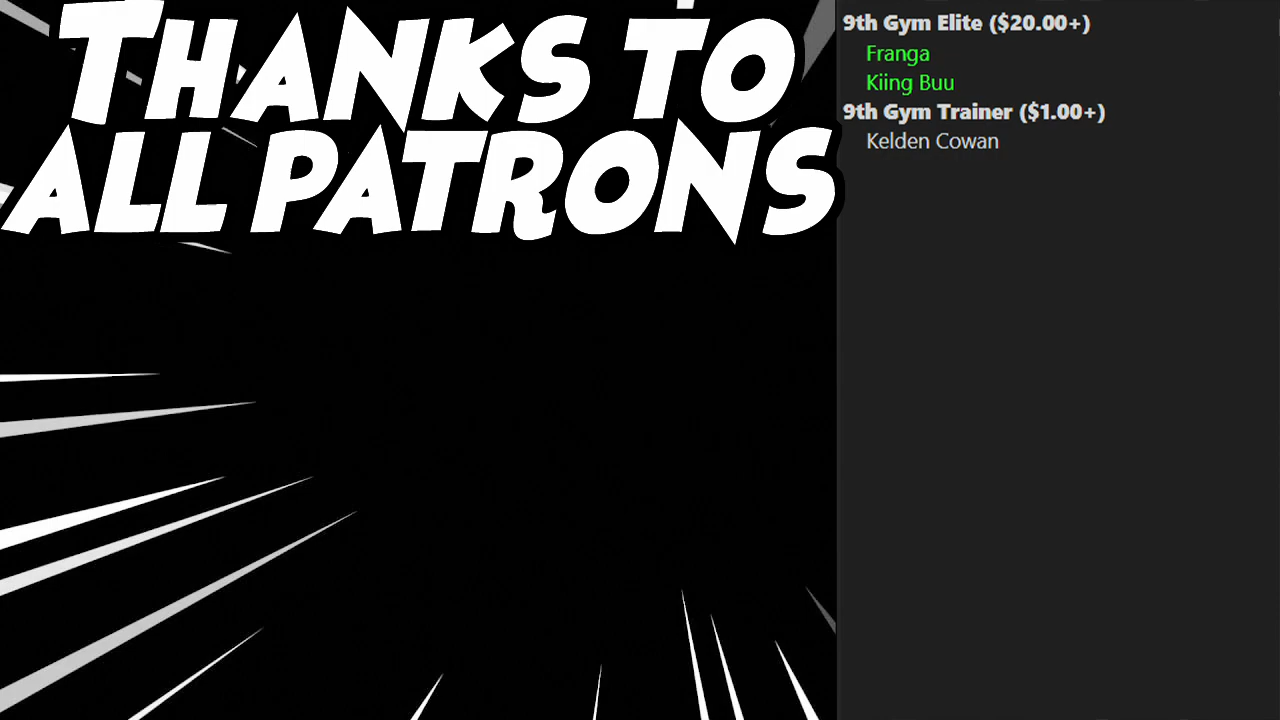 THANKS TO
ALL PATRONS
9th Gym Elite ($20.00+)
Franga
Kiing Buu
9th Gym Trainer ($1.00+)
Kelden Cowan